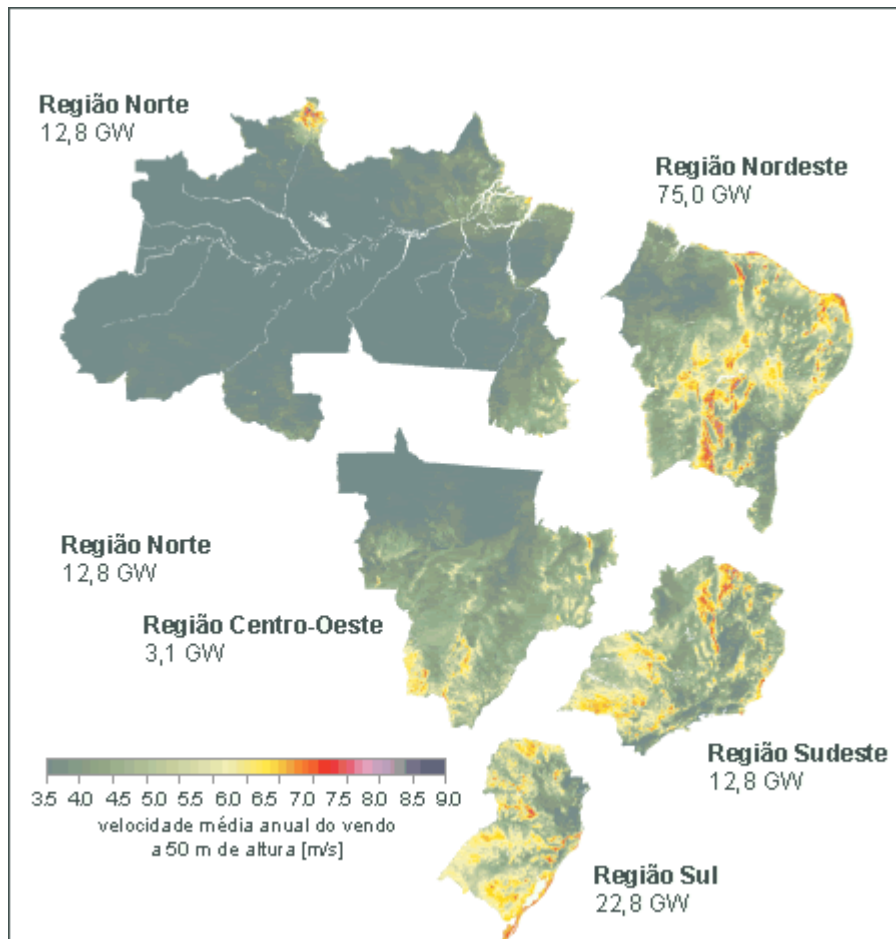 Região Norte
12,8 GW
Região Nordeste
75,0 GW
Região Norte
12,8 GW
Região Centro-Oeste
3,1 GW
Região Sudeste
12,8 GW
3.5 4.0 4.5 5.0 5.5 6.0 6.5 7.0 7.5 8.0 8.5 9.0
velocidade média anual do vendo
a 50 m de altura [m/s]
Região Sul
22,8 GW